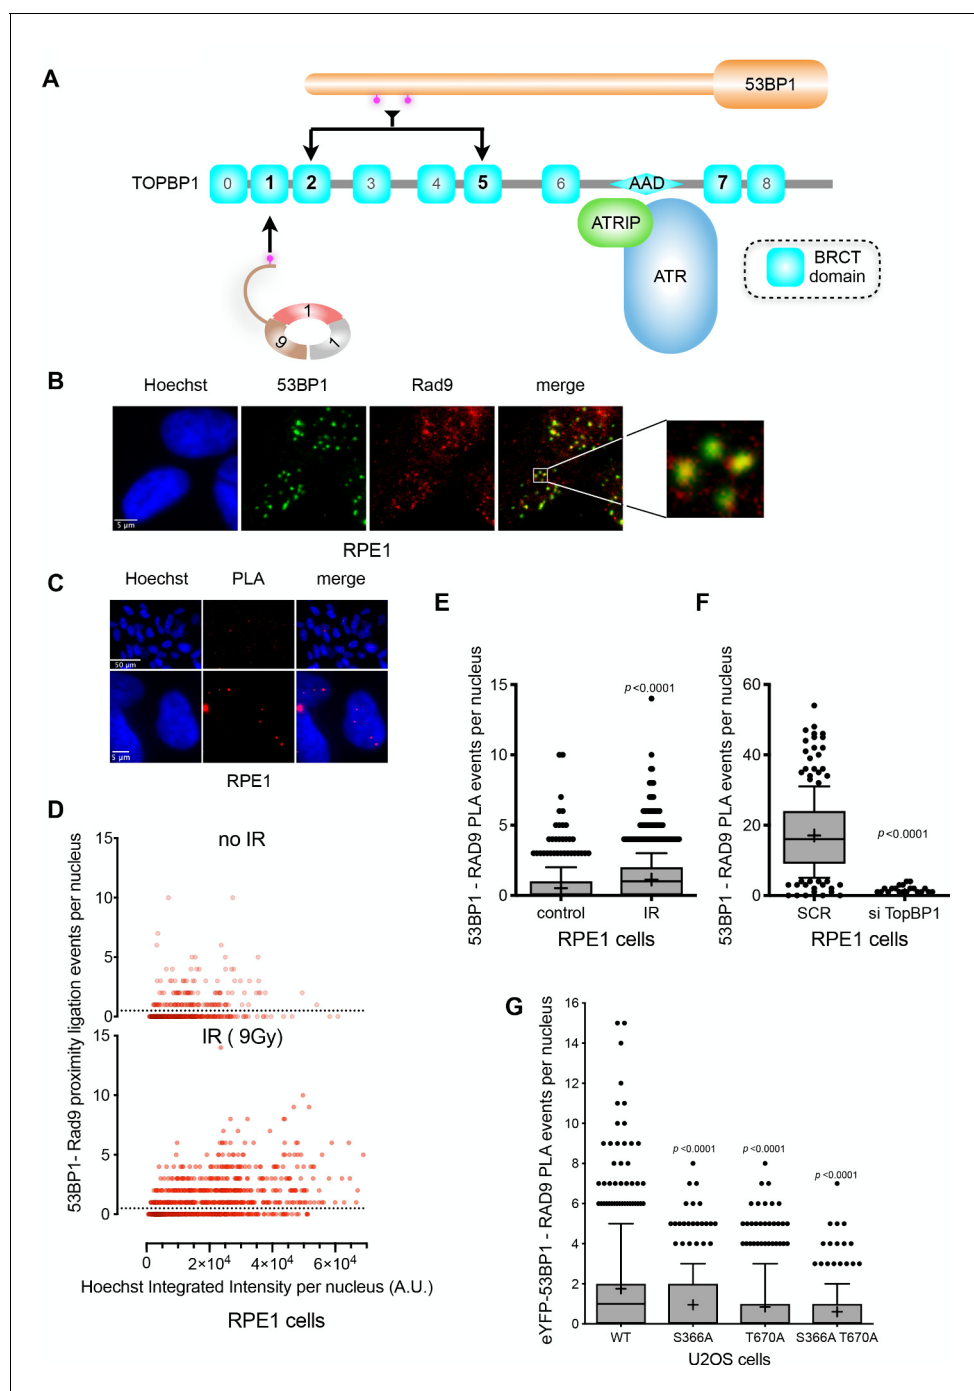 A
53BP1
TOPBP1
0
1
2
3
4
5
6
AAD
7
8
ATRIP
ATR
BRCT
domain
1
9
1
B
Hoechst
53BP1
Rad9
merge
5 µm
RPE1
C
Hoechst
PLA
merge
50 µm
5 µm
RPE1
D
53BP1- Rad9 proximity ligation events per nucleus
no IR
15
10
5
0
IR ( 9Gy)
15
10
5
0
0
2×10⁴
4×10⁴
6×10⁴
Hoechst Integrated Intensity per nucleus (A.U.)
RPE1 cells
E
53BP1 - RAD9 PLA events per nucleus
15
10
5
0
p<0.0001
control
IR
RPE1 cells
F
53BP1 - RAD9 PLA events per nucleus
60
40
20
0
p<0.0001
SCR
si TopBP1
RPE1 cells
G
eYFP-53BP1 - RAD9 PLA events per nucleus
16
14
12
10
8
6
4
2
0
p<0.0001
p<0.0001
p<0.0001
WT
S366A
T670A
S366A T670A
U2OS cells